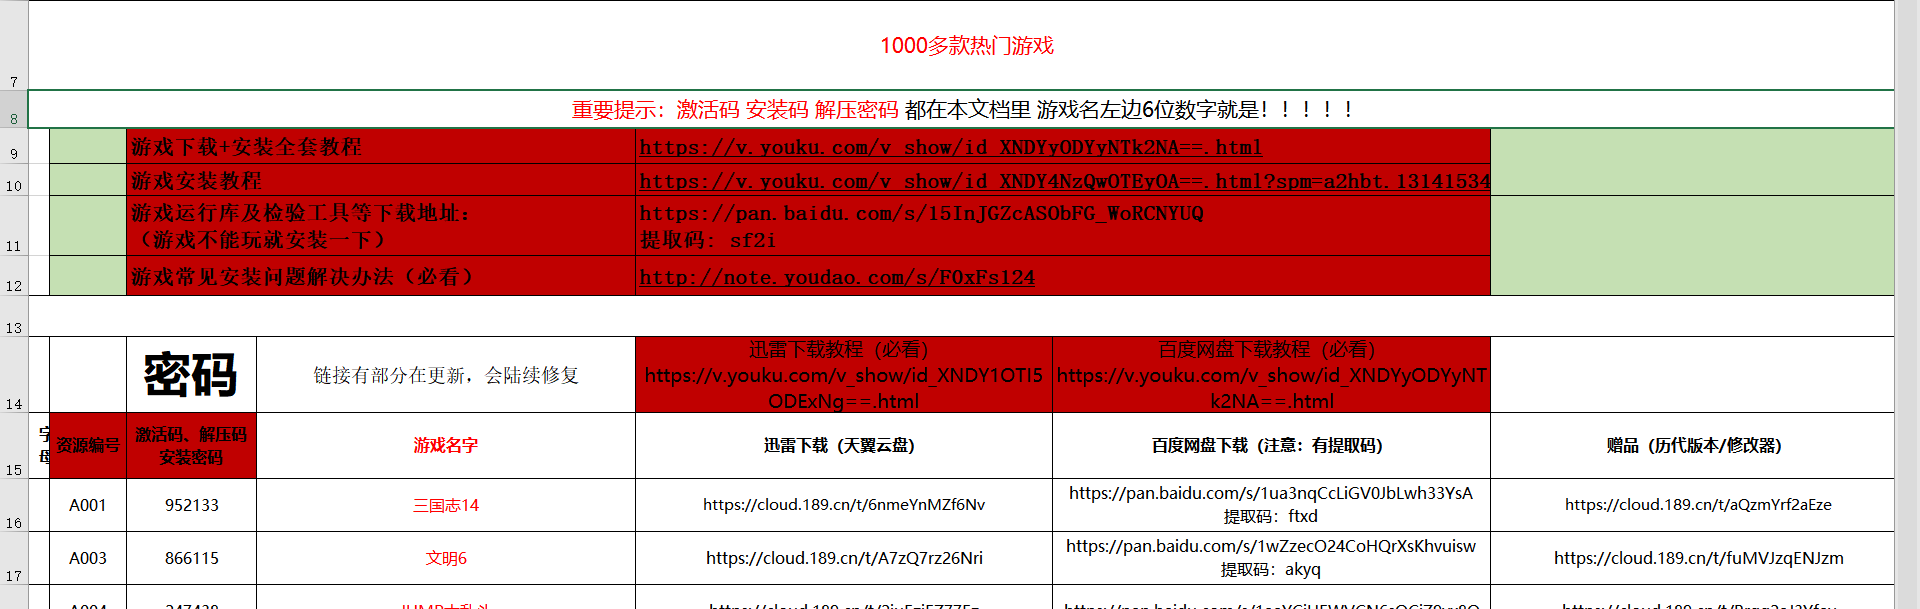 1000多款热门游戏
7
重要提示：激活码 安装码 解压密码 都在本文档里 游戏名左边6位数字就是！！！！！
8
游戏下载+安装全套教程 https://v.youku.com/v_show/id_XNDYyODYyNTk2NA==.html
9
游戏安装教程 https://v.youku.com/v_show/id_XNDY4NzQwOTEyOA==.html?spm=a2hbt.13141534
10
游戏运行库及检验工具等下载地址： https://pan.baidu.com/s/15InJGZcASObFG_WoRCNYUQ
（游戏不能玩就安装一下） 提取码: sf2i
11
游戏常见安装问题解决办法（必看） http://note.youdao.com/s/F0xFs124
12
13
密码
链接有部分在更新，会陆续修复
迅雷下载教程（必看）
https://v.youku.com/v_show/id_XNDY1OTI5
ODExNg==.html
百度网盘下载教程（必看）
https://v.youku.com/v_show/id_XNDYyODYyNT
k2NA==.html
14
字
母
资源编号
激活码、解压码
安装密码
游戏名字
迅雷下载（天翼云盘）
百度网盘下载（注意：有提取码）
赠品（历代版本/修改器）
15
A001
952133
三国志14
https://cloud.189.cn/t/6nmeYnMZf6Nv
https://pan.baidu.com/s/1ua3nqCcLiGV0JbLwh33YsA
提取码：ftxd
https://cloud.189.cn/t/aQzmYrf2aEze
16
A003
866115
文明6
https://cloud.189.cn/t/A7zQ7rz26Nri
https://pan.baidu.com/s/1wZzecO24CoHQrXsKhvuisw
提取码：akyq
https://cloud.189.cn/t/fuMVJzqENJzm
17